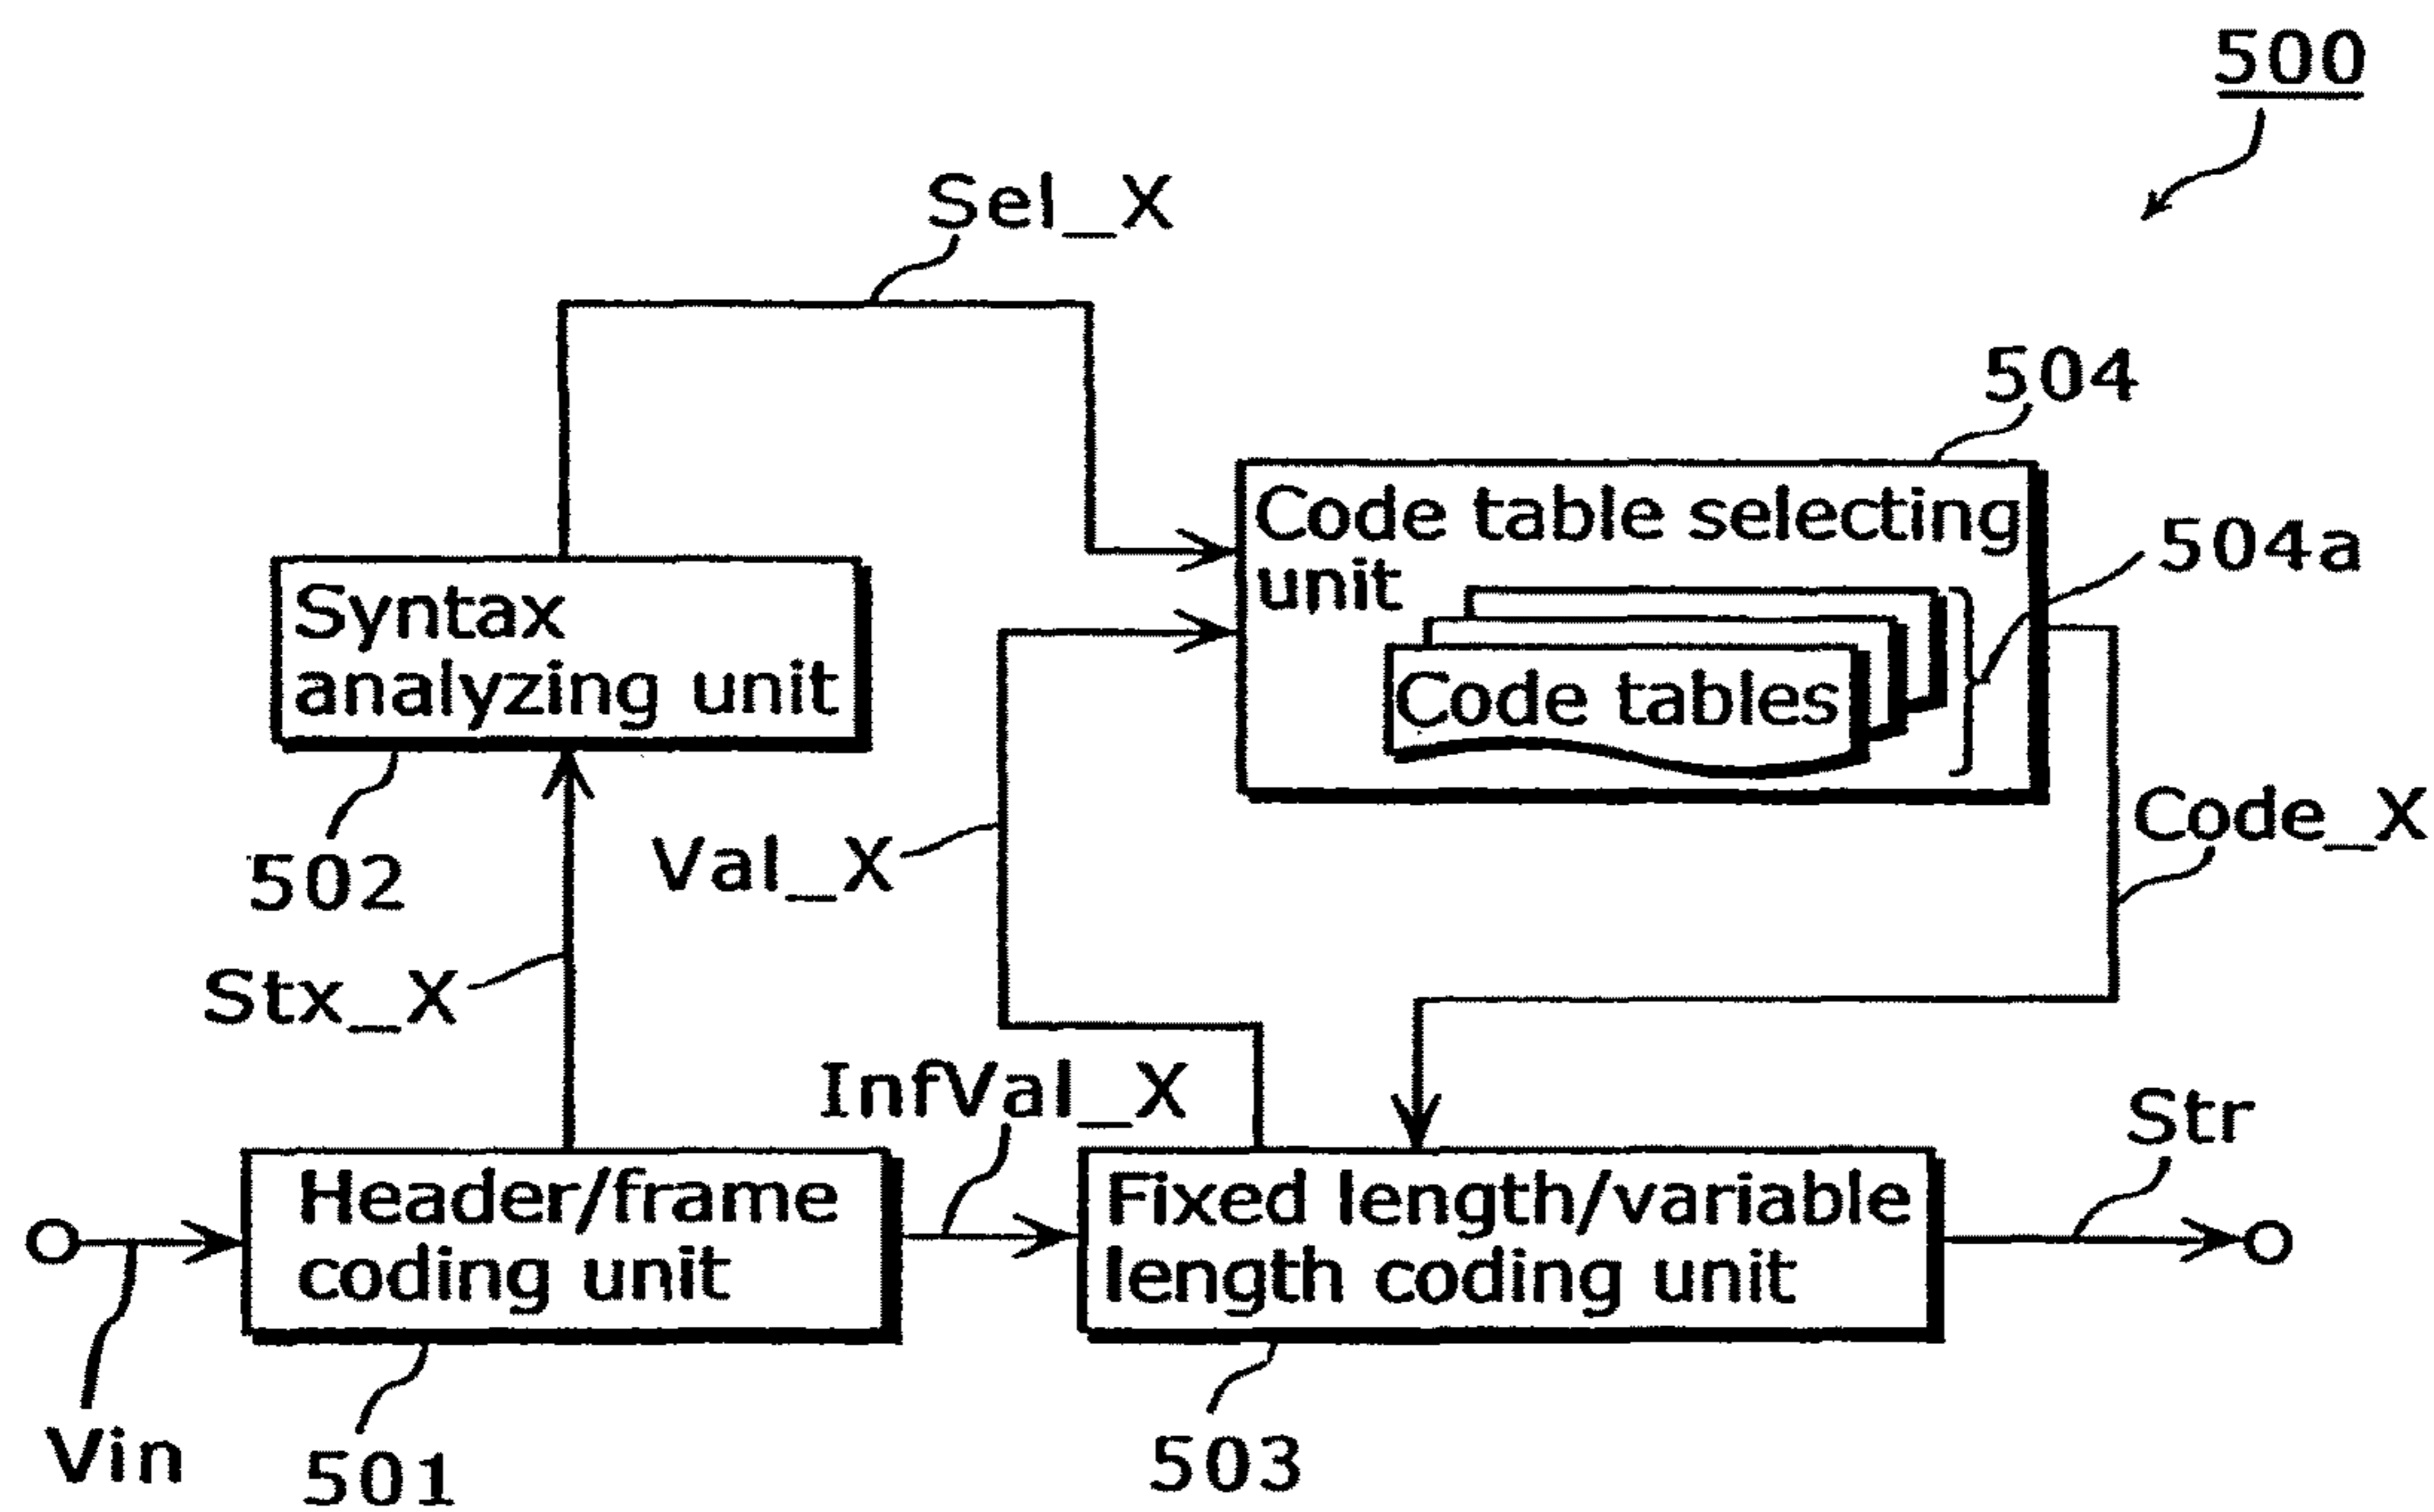 500
Sel_X
504
Code table selecting
unit
504a
Syntax
analyzing unit
Code tables
Code_X
Val_X
502
Stx_X
InfVal_X
Str
Header/frame
coding unit
Fixed length/variable
length coding unit
Vin
501
503